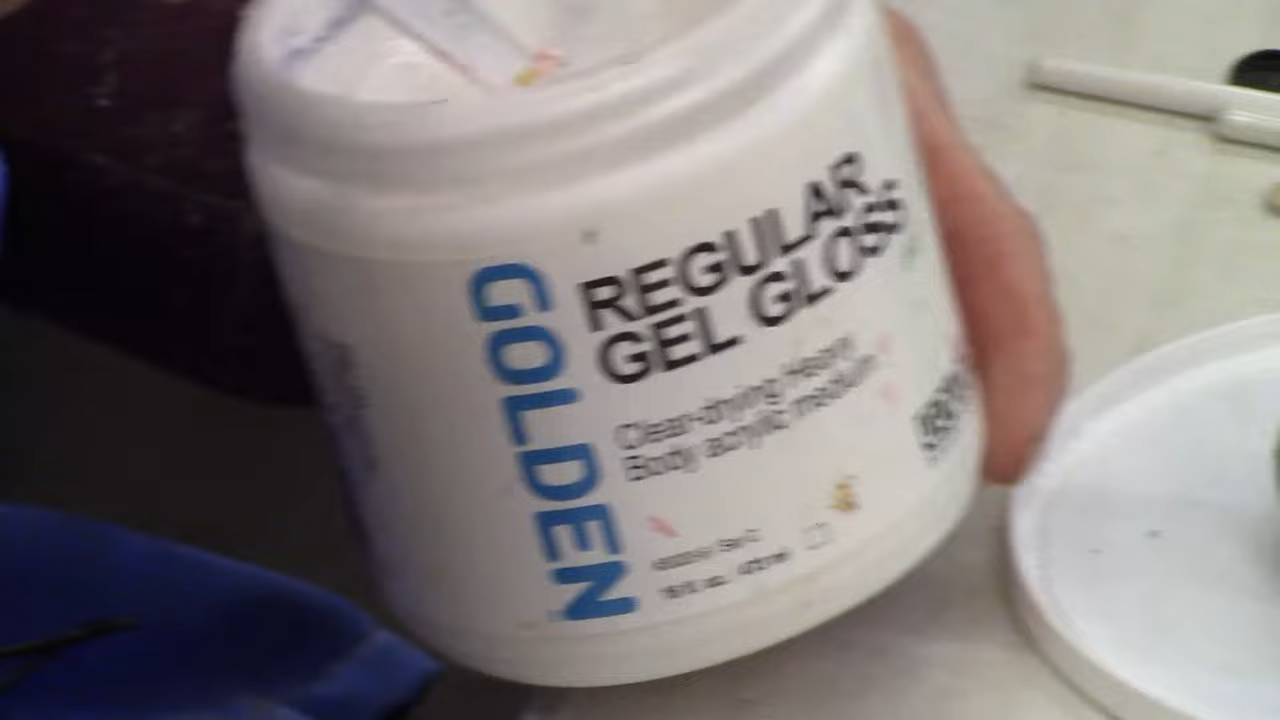 GOLDEN
REGULAR
GEL GLOSS
Clear-drying Heavy
Body acrylic medium